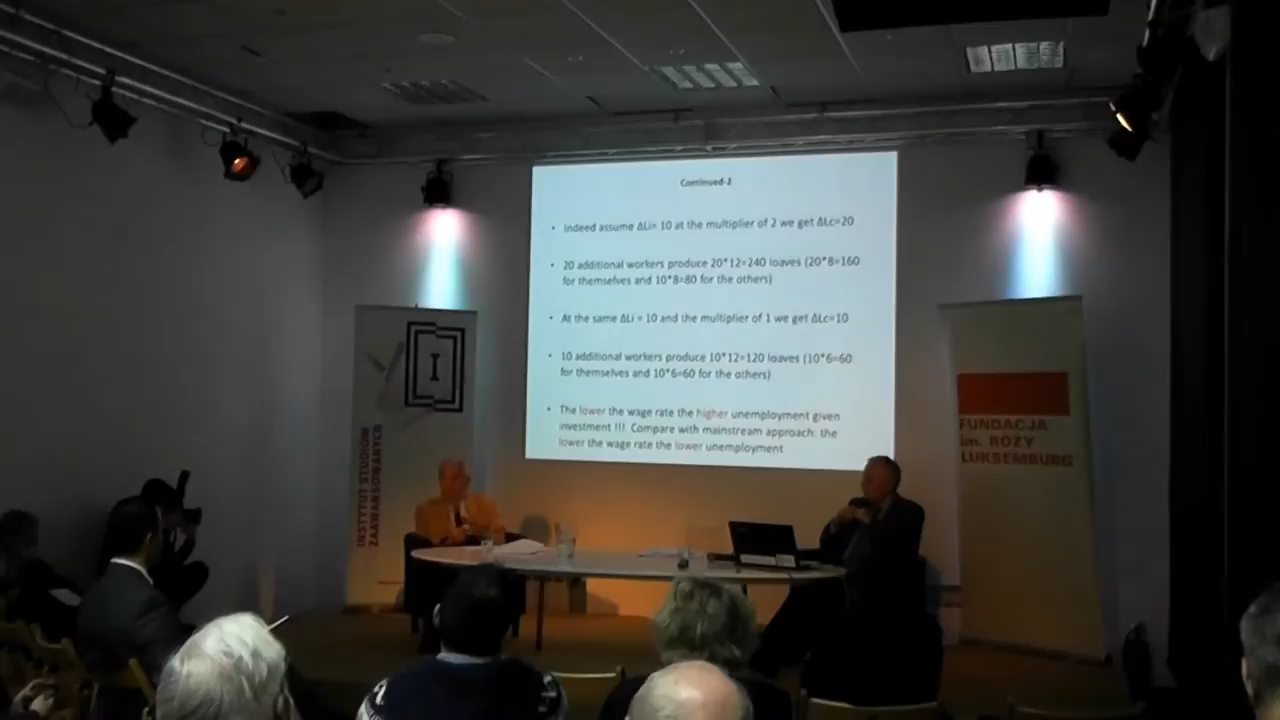 Continued-2
• Indeed assume ΔLi= 10 at the multiplier of 2 we get ΔLc=20
• 20 additional workers produce 20*12=240 loaves (20*8=160
for themselves and 10*8=80 for the others)
• At the same ΔLi = 10 and the multiplier of 1 we get ΔLc=10
• 10 additional workers produce 10*12=120 loaves (10*6=60
for themselves and 10*6=60 for the others)
• The lower the wage rate the higher unemployment given
investment !!! Compare with mainstream approach: the
lower the wage rate the lower unemployment
I
INSTYTUT STUDIÓW
ZAAWANSOWANYCH
FUNDACJA
im. RÓŻY
LUKSEMBURG